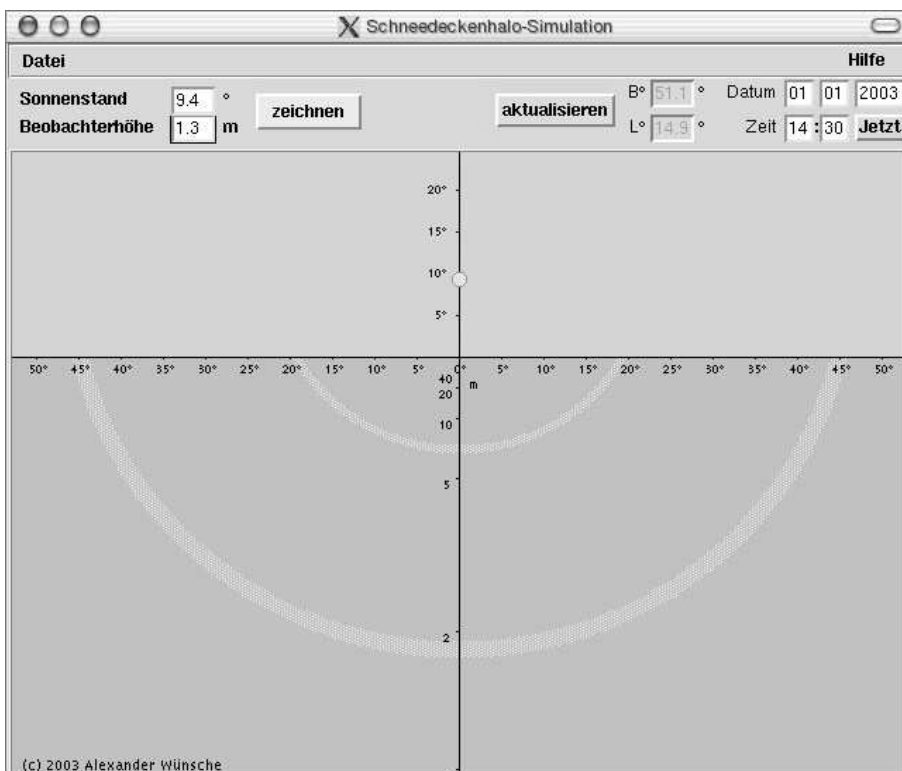 Schneedeckenhalo-Simulation
Datei Hilfe
Sonnenstand 9.4 ° zeichnen aktualisieren B° 51.1 ° Datum 01 01 2003
Beobachterhöhe 1.3 m L° 14.9 ° Zeit 14:30 Jetzt
20°
15°
10°
5°
50° 45° 40° 35° 30° 25° 20° 15° 10° 5° 0° 5° 10° 15° 20° 25° 30° 35° 40° 45° 50°
40 m
20
10
5
2
(c) 2003 Alexander Wünsche